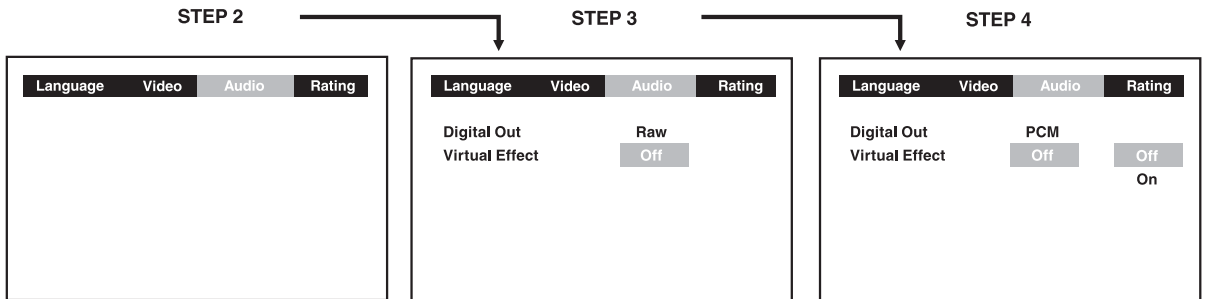 STEP 2
STEP 3
STEP 4
Language Video Audio Rating
Language Video Audio Rating
Digital Out Raw
Virtual Effect Off
Language Video Audio Rating
Digital Out PCM
Virtual Effect Off Off
On